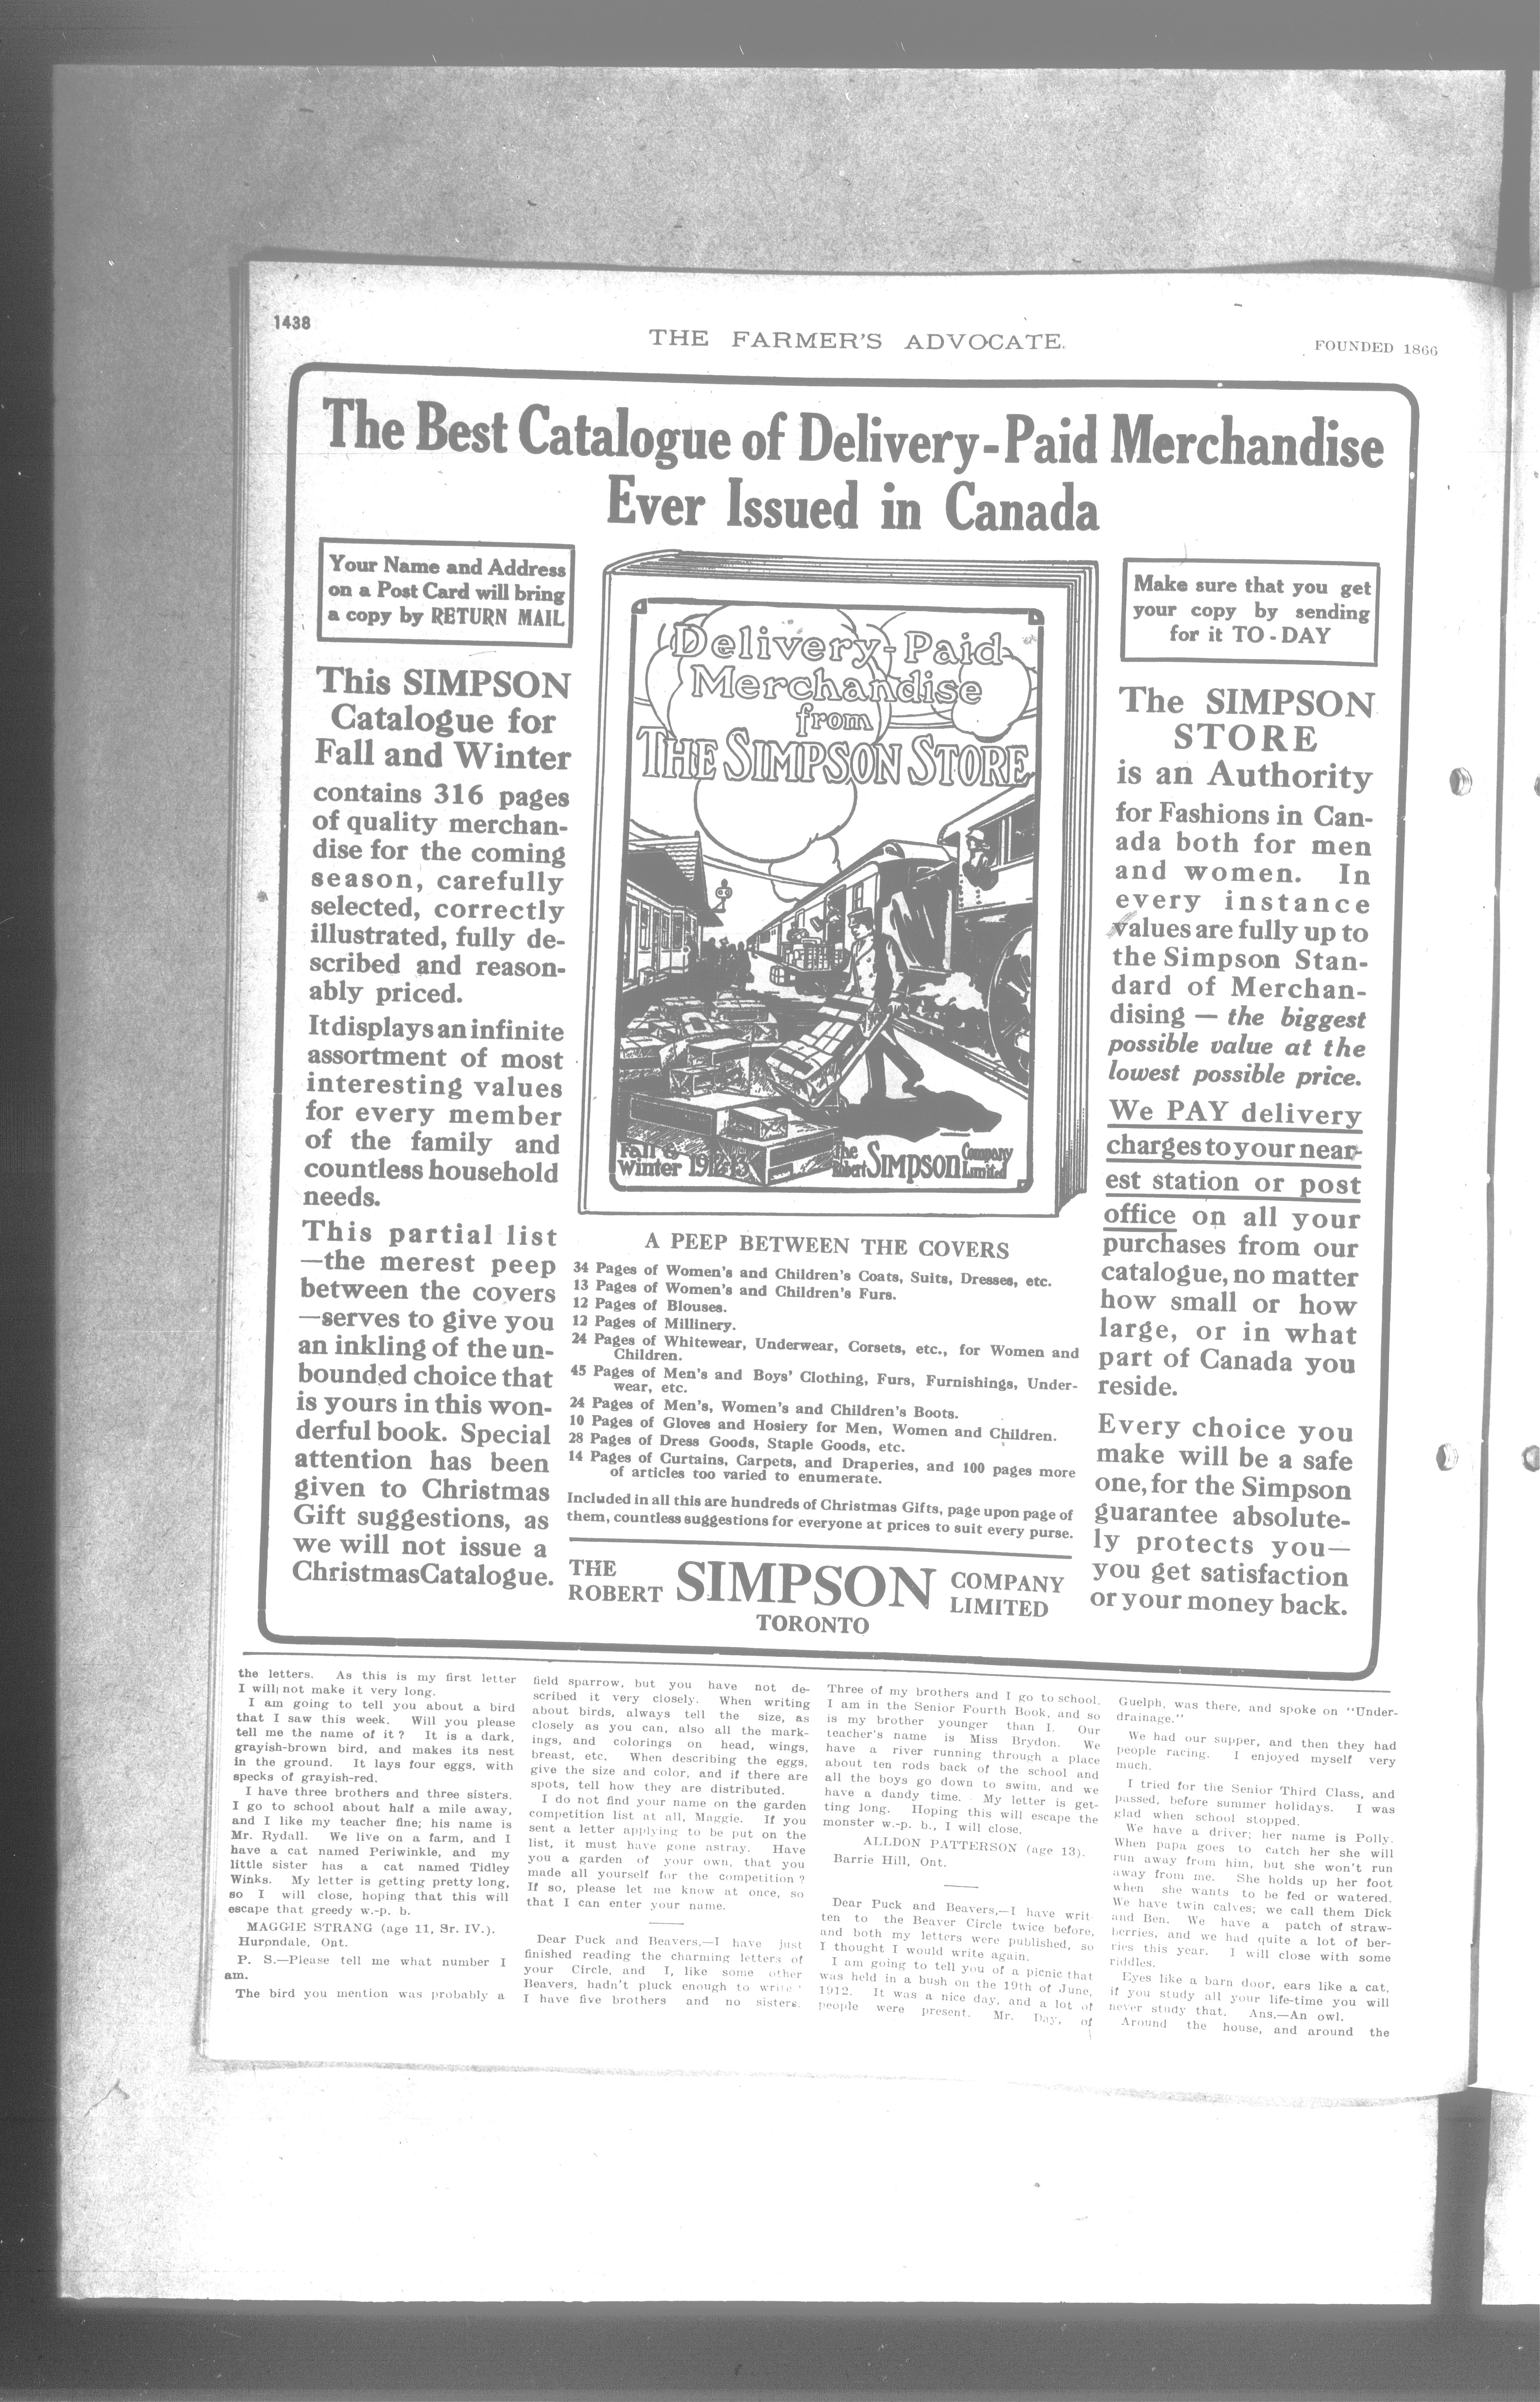 1438
THE FARMER'S ADVOCATE.
FOUNDED 1866
The Best Catalogue of Delivery-Paid Merchandise
Ever Issued in Canada
Your Name and Address
on a Post Card will bring
a copy by RETURN MAIL
This SIMPSON
Catalogue for
Fall and Winter
contains 316 pages
of quality merchan-
dise for the coming
season, carefully
selected, correctly
illustrated, fully de-
scribed and reason-
ably priced.
It displays an infinite
assortment of most
interesting values
for every member
of the family and
countless household
needs.
This partial list
—the merest peep
between the covers
—serves to give you
an inkling of the un-
bounded choice that
is yours in this won-
derful book. Special
attention has been
given to Christmas
Gift suggestions, as
we will not issue a
Christmas Catalogue.
Delivery-Paid
Merchandise
from
THE SIMPSON STORE
Fall &
Winter 1912-13
The
Robert SIMPSON Company
Limited
A PEEP BETWEEN THE COVERS
34 Pages of Women's and Children's Coats, Suits, Dresses, etc.
13 Pages of Women's and Children's Furs.
12 Pages of Blouses.
12 Pages of Millinery.
24 Pages of Whitewear, Underwear, Corsets, etc., for Women and
Children.
45 Pages of Men's and Boys' Clothing, Furs, Furnishings, Under-
wear, etc.
24 Pages of Men's, Women's and Children's Boots.
10 Pages of Gloves and Hosiery for Men, Women and Children.
28 Pages of Dress Goods, Staple Goods, etc.
14 Pages of Curtains, Carpets, and Draperies, and 100 pages more
of articles too varied to enumerate.
Included in all this are hundreds of Christmas Gifts, page upon page of
them, countless suggestions for everyone at prices to suit every purse.
THE
ROBERT SIMPSON COMPANY
LIMITED
TORONTO
Make sure that you get
your copy by sending
for it TO-DAY
The SIMPSON
STORE
is an Authority
for Fashions in Can-
ada both for men
and women. In
every instance
values are fully up to
the Simpson Stan-
dard of Merchan-
dising — the biggest
possible value at the
lowest possible price.
We PAY delivery
charges to your near-
est station or post
office on all your
purchases from our
catalogue, no matter
how small or how
large, or in what
part of Canada you
reside.
Every choice you
make will be a safe
one, for the Simpson
guarantee absolute-
ly protects you—
you get satisfaction
or your money back.
the letters. As this is my first letter
I will not make it very long.
I am going to tell you about a bird
that I saw this week. Will you please
tell me the name of it? It is a dark,
grayish-brown bird, and makes its nest
in the ground. It lays four eggs, with
specks of grayish-red.
I have three brothers and three sisters.
I go to school about half a mile away,
and I like my teacher fine; his name is
Mr. Rydall. We live on a farm, and I
have a cat named Periwinkle, and my
little sister has a cat named Tidley
Winks. My letter is getting pretty long,
so I will close, hoping that this will
escape that greedy w.-p. b.
MAGGIE STRANG (age 11, Sr. IV.).
Hurondale, Ont.
P. S.—Please tell me what number I
am.
The bird you mention was probably a
field sparrow, but you have not de-
scribed it very closely. When writing
about birds, always tell the size, as
closely as you can, also all the mark-
ings, and colorings on head, wings,
breast, etc. When describing the eggs,
give the size and color, and if there are
spots, tell how they are distributed.
I do not find your name on the garden
competition list at all, Maggie. If you
sent a letter applying to be put on the
list, it must have gone astray. Have
you a garden of your own, that you
made all yourself for the competition?
If so, please let me know at once, so
that I can enter your name.
Dear Puck and Beavers,—I have just
finished reading the charming letters of
your Circle, and I, like some other
Beavers, hadn't pluck enough to write!
I have five brothers and no sisters.
Three of my brothers and I go to school.
I am in the Senior Fourth Book, and so
is my brother younger than I. Our
teacher's name is Miss Brydon. We
have a river running through a place
about ten rods back of the school and
all the boys go down to swim, and we
have a dandy time. My letter is get-
ting long. Hoping this will escape the
monster w.-p. b., I will close.
ALLDON PATTERSON (age 13).
Barrie Hill, Ont.
Dear Puck and Beavers,—I have writ-
ten to the Beaver Circle twice before,
and both my letters were published, so
I thought I would write again.
I am going to tell you of a picnic that
was held in a bush on the 19th of June,
1912. It was a nice day, and a lot of
people were present. Mr. Day, of
Guelph, was there, and spoke on "Under-
drainage."
We had our supper, and then they had
people racing. I enjoyed myself very
much.
I tried for the Senior Third Class, and
passed, before summer holidays. I was
glad when school stopped.
We have a driver; her name is Polly.
When papa goes to catch her she will
run away from him, but she won't run
away from me. She holds up her foot
when she wants to be fed or watered.
We have twin calves; we call them Dick
and Ben. We have a patch of straw-
berries, and we had quite a lot of ber-
ries this year. I will close with some
riddles.
Eyes like a barn door, ears like a cat,
if you study all your life-time you will
never study that. Ans.—An owl.
Around the house, and around the